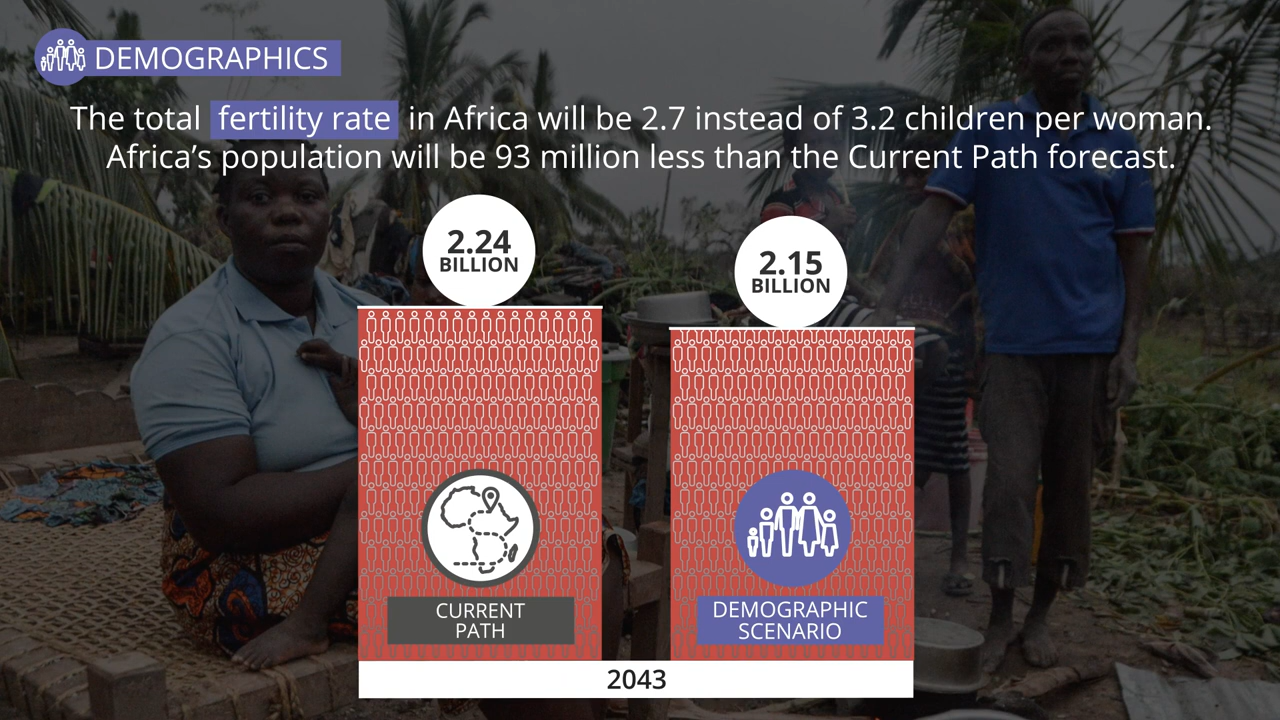 DEMOGRAPHICS
The total fertility rate in Africa will be 2.7 instead of 3.2 children per woman.
Africa’s population will be 93 million less than the Current Path forecast.
2.24
BILLION
2.15
BILLION
CURRENT
PATH
DEMOGRAPHIC
SCENARIO
2043